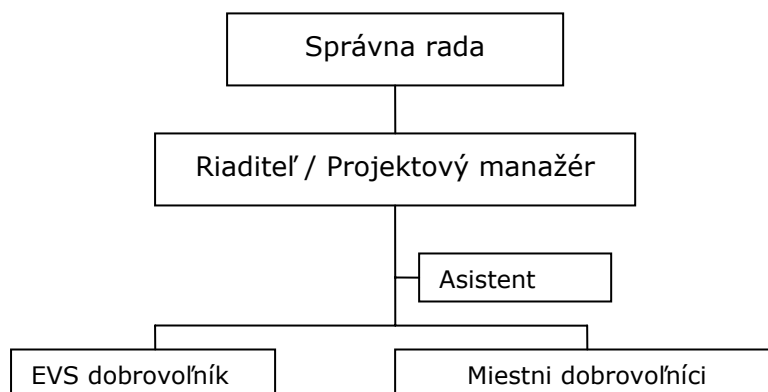 Správna rada
Riaditeľ / Projektový manažér
Asistent
EVS dobrovoľník
Miestni dobrovoľníci